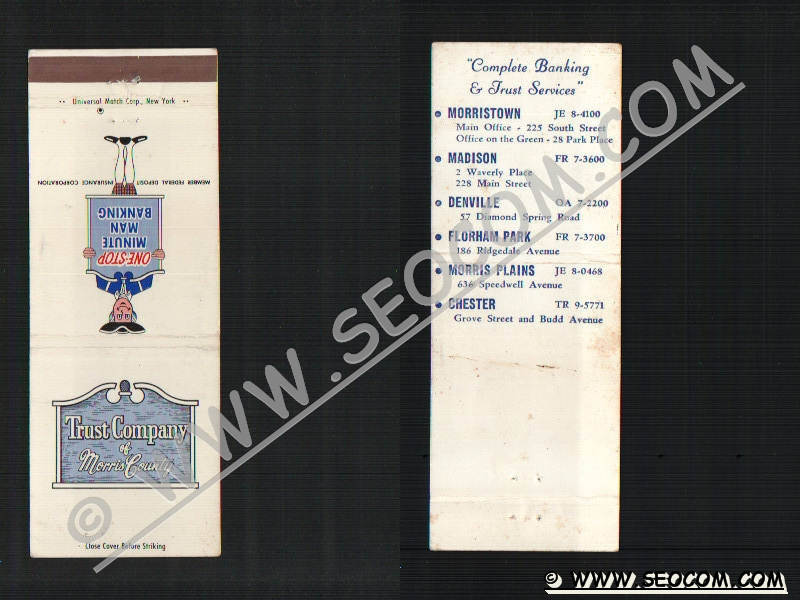 Universal Match Corp., New York
MEMBER FEDERAL DEPOSIT INSURANCE CORPORATION
ONE-STOP
MINUTE
MAN
BANKING
Trust Company
of
Morris County
Close Cover Before Striking
"Complete Banking
& Trust Services"
MORRISTOWN JE 8-4100
Main Office - 225 South Street
Office on the Green - 28 Park Place
MADISON FR 7-3600
2 Waverly Place
228 Main Street
DENVILLE OA 7-2200
57 Diamond Spring Road
FLORHAM PARK FR 7-3700
186 Ridgedale Avenue
MORRIS PLAINS JE 8-0468
636 Speedwell Avenue
CHESTER TR 9-5771
Grove Street and Budd Avenue
© WWW.SEOCOM.COM
© WWW.SEOCOM.COM